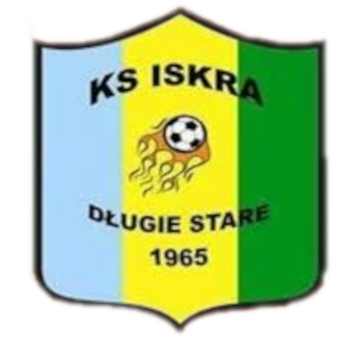 KS ISKRA
DŁUGIE STARE
1965